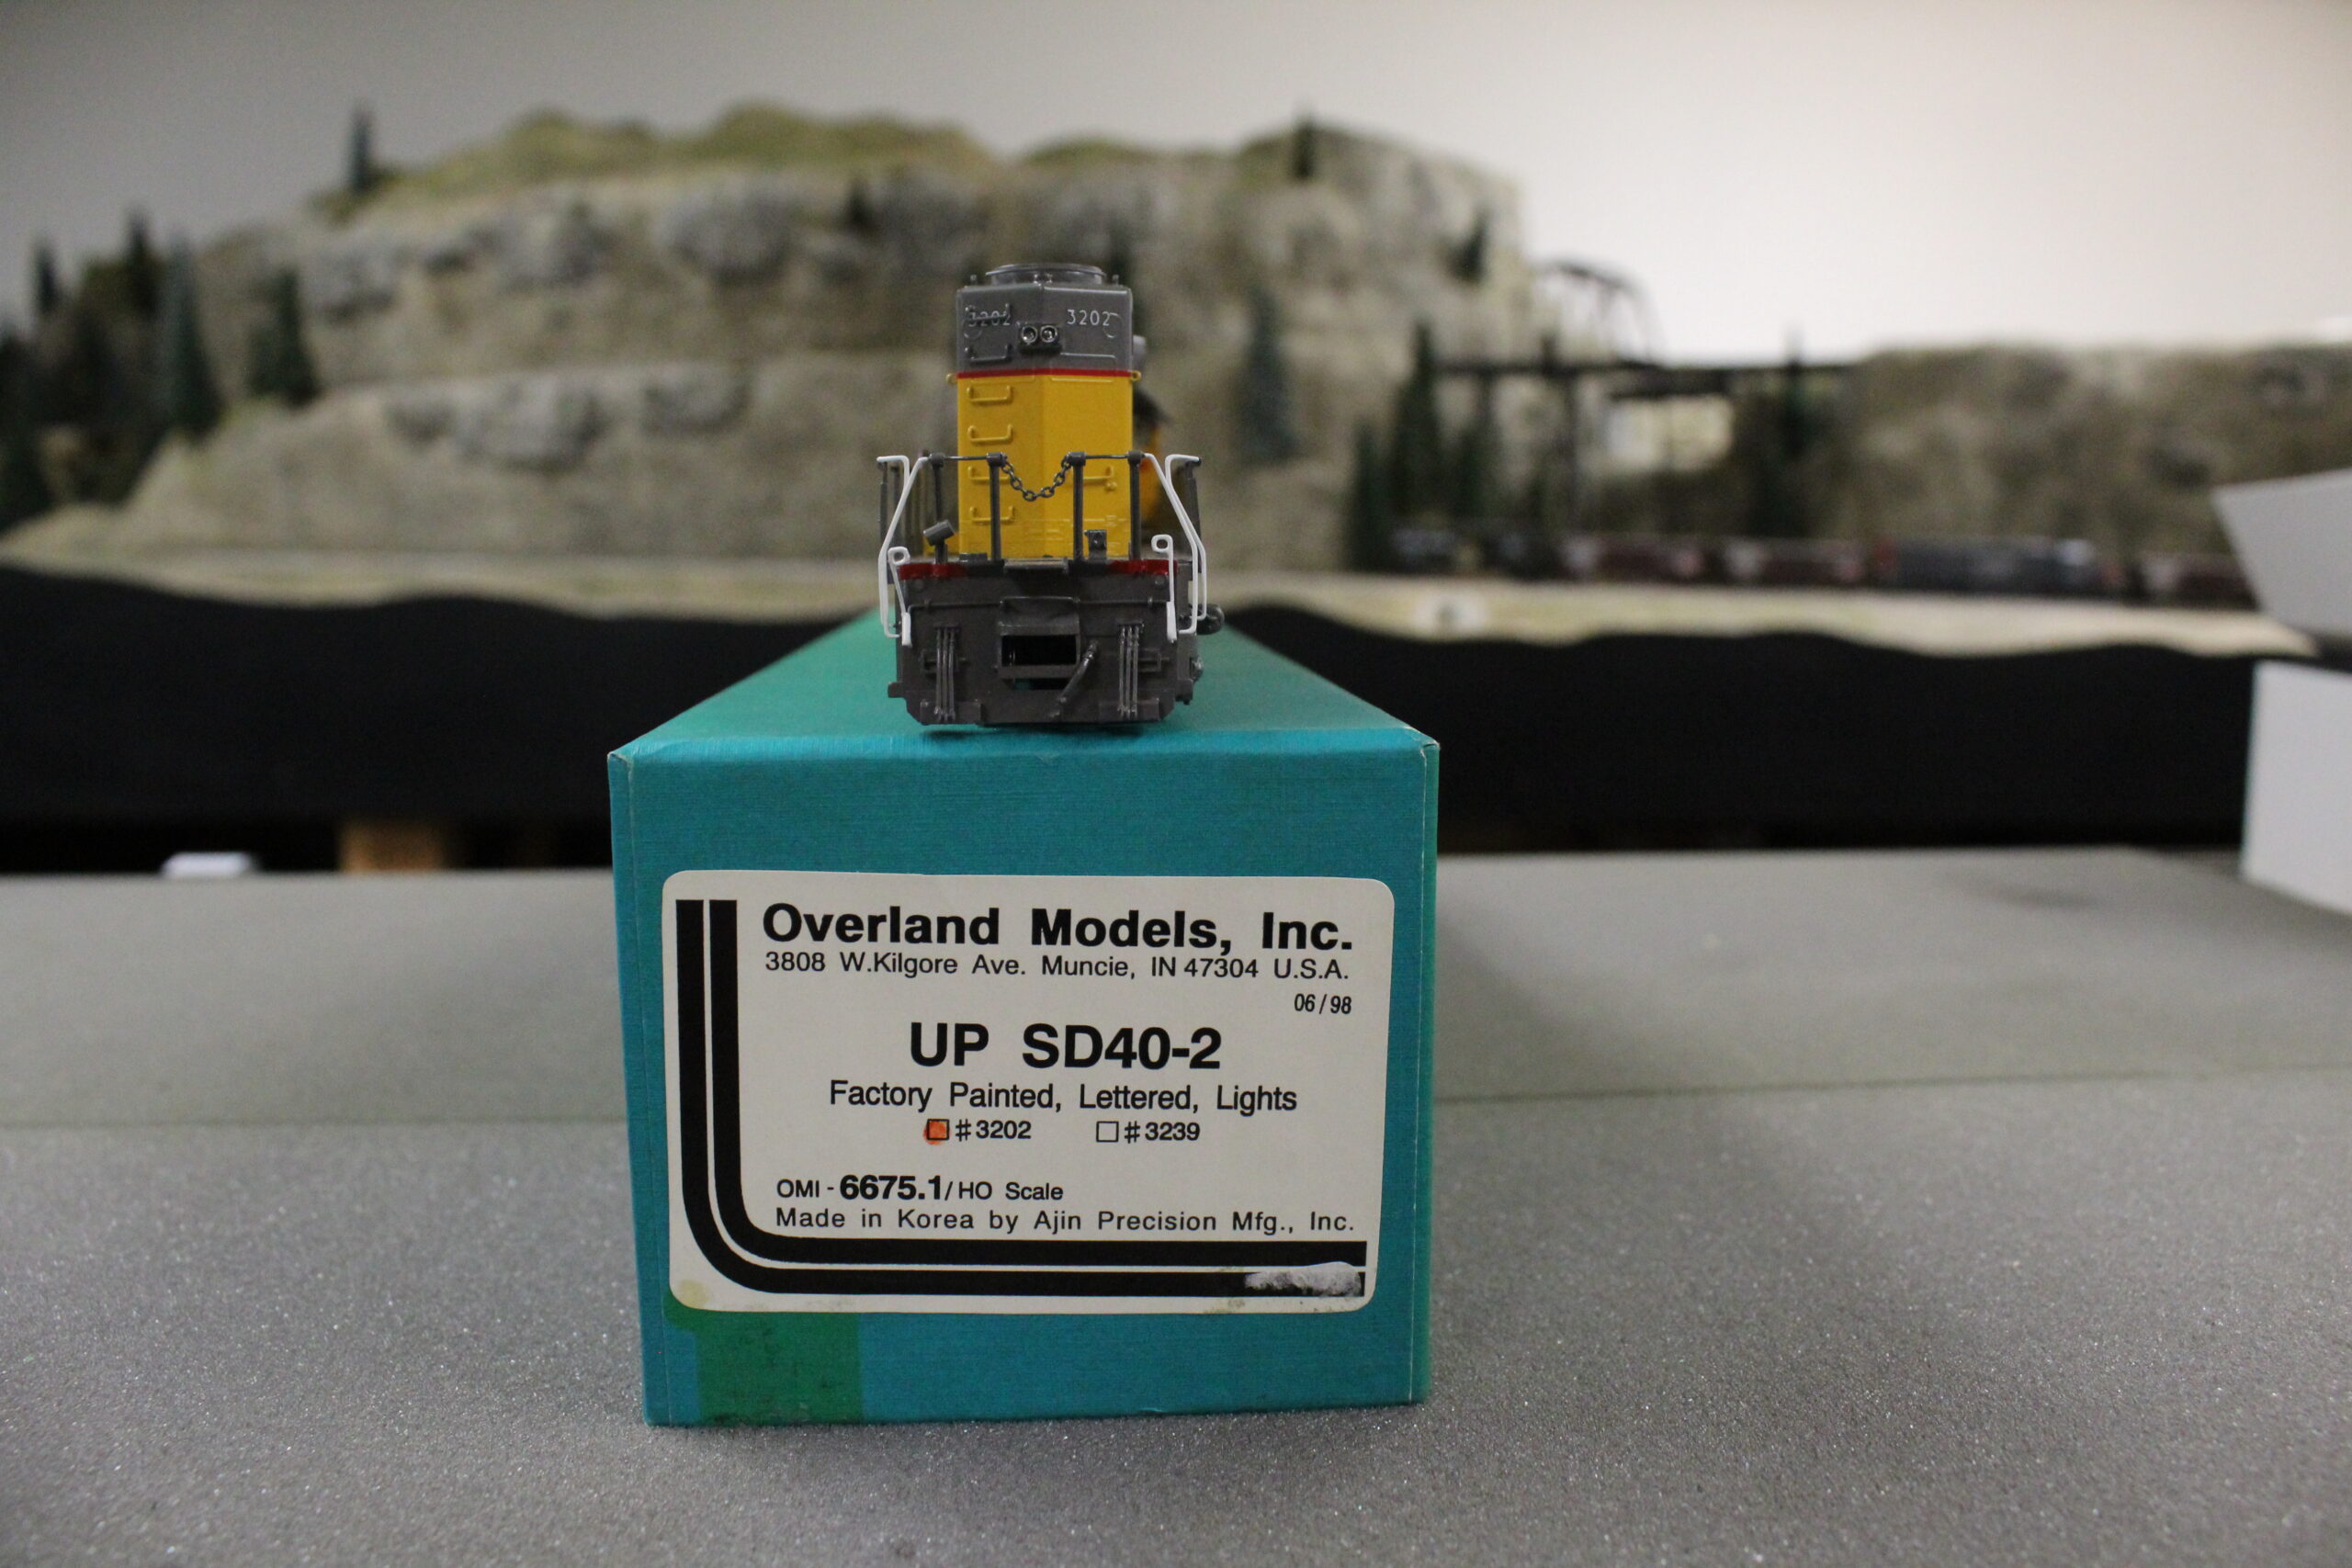 3202 3202
Overland Models, Inc.
3808 W.Kilgore Ave. Muncie, IN 47304 U.S.A.
06/98
UP SD40-2
Factory Painted, Lettered, Lights
#3202 #3239
OMI-6675.1/HO Scale
Made in Korea by Ajin Precision Mfg., Inc.